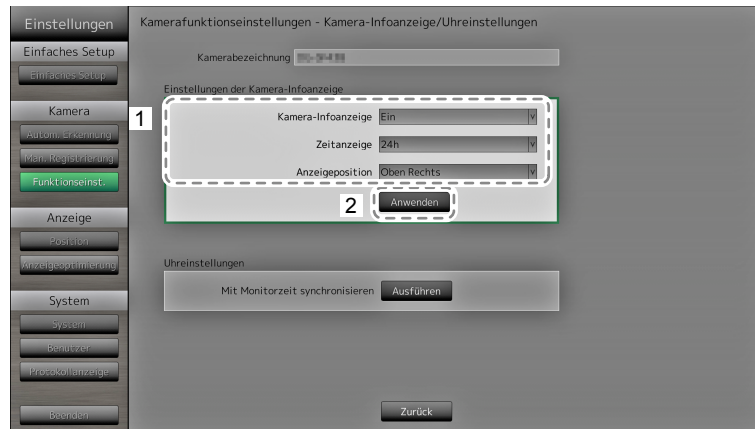 Einstellungen
Einfaches Setup
Einfaches Setup
Kamera
Autom. Erkennung
Man. Registrierung
Funktionseinst.
Anzeige
Position
Anzeigeoptimierung
System
System
Benutzer
Protokollanzeige
Beenden
Kamerafunktionseinstellungen - Kamera-Infoanzeige/Uhreinstellungen
Kamerabezeichnung
Einstellungen der Kamera-Infoanzeige
1
Kamera-Infoanzeige Ein
Zeitanzeige 24h
Anzeigeposition Oben Rechts
2 Anwenden
Uhreinstellungen
Mit Monitorzeit synchronisieren Ausführen
Zurück